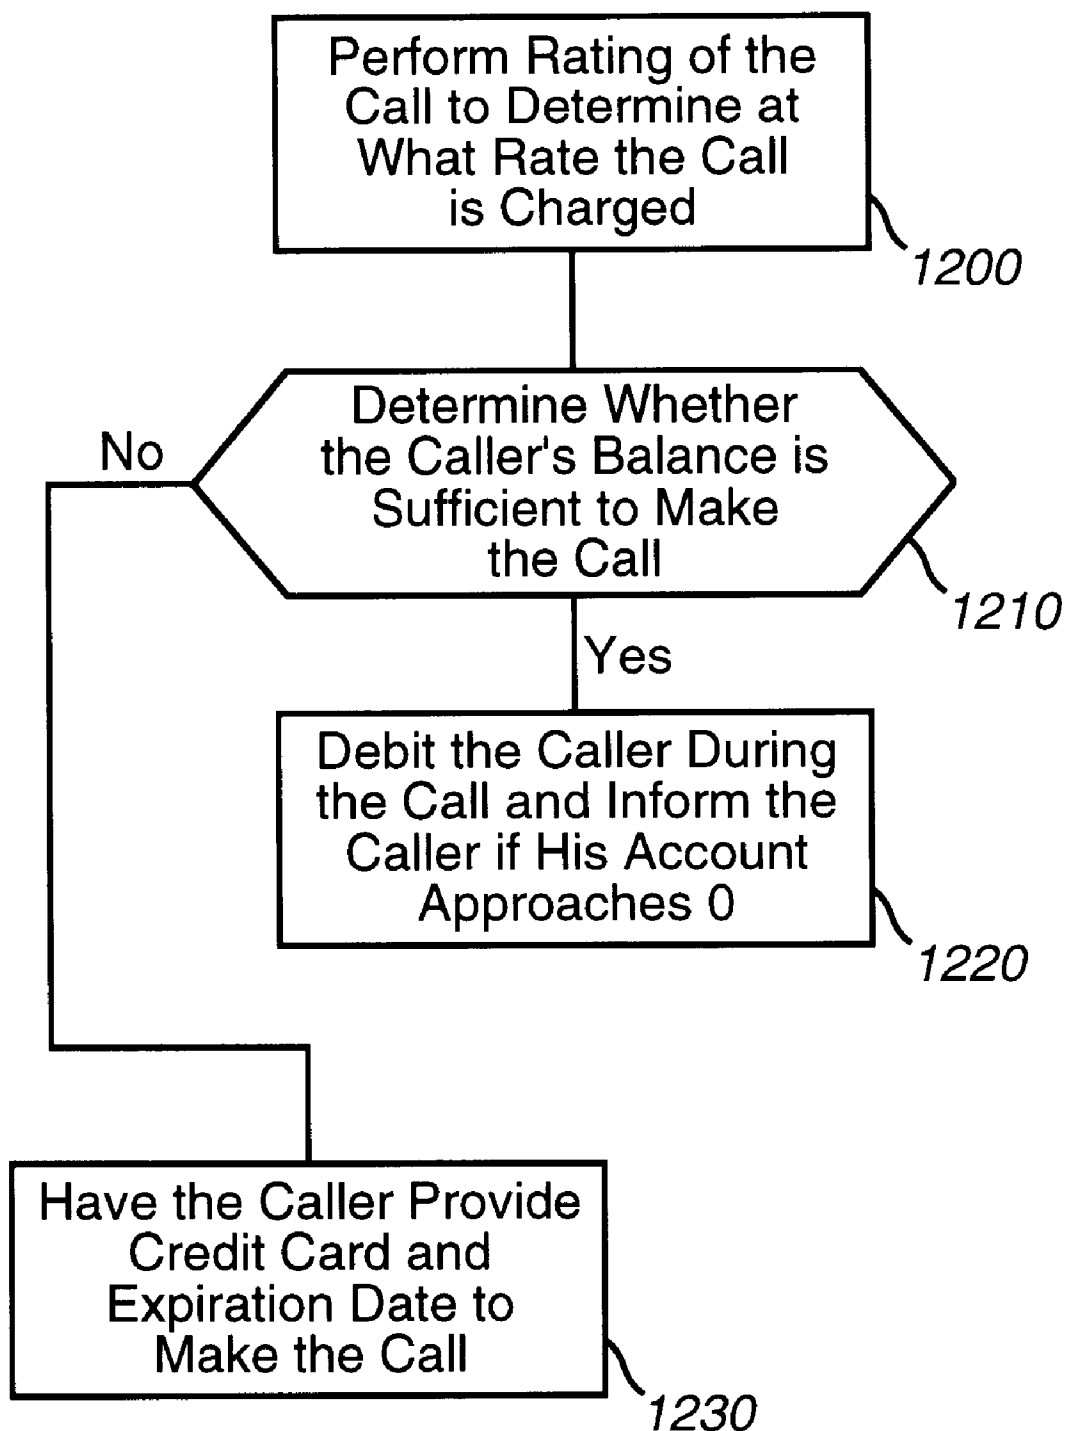 Perform Rating of the
Call to Determine at
What Rate the Call
is Charged
1200
Determine Whether
the Caller's Balance is
Sufficient to Make
the Call
No
1210
Yes
Debit the Caller During
the Call and Inform the
Caller if His Account
Approaches 0
1220
Have the Caller Provide
Credit Card and
Expiration Date to
Make the Call
1230